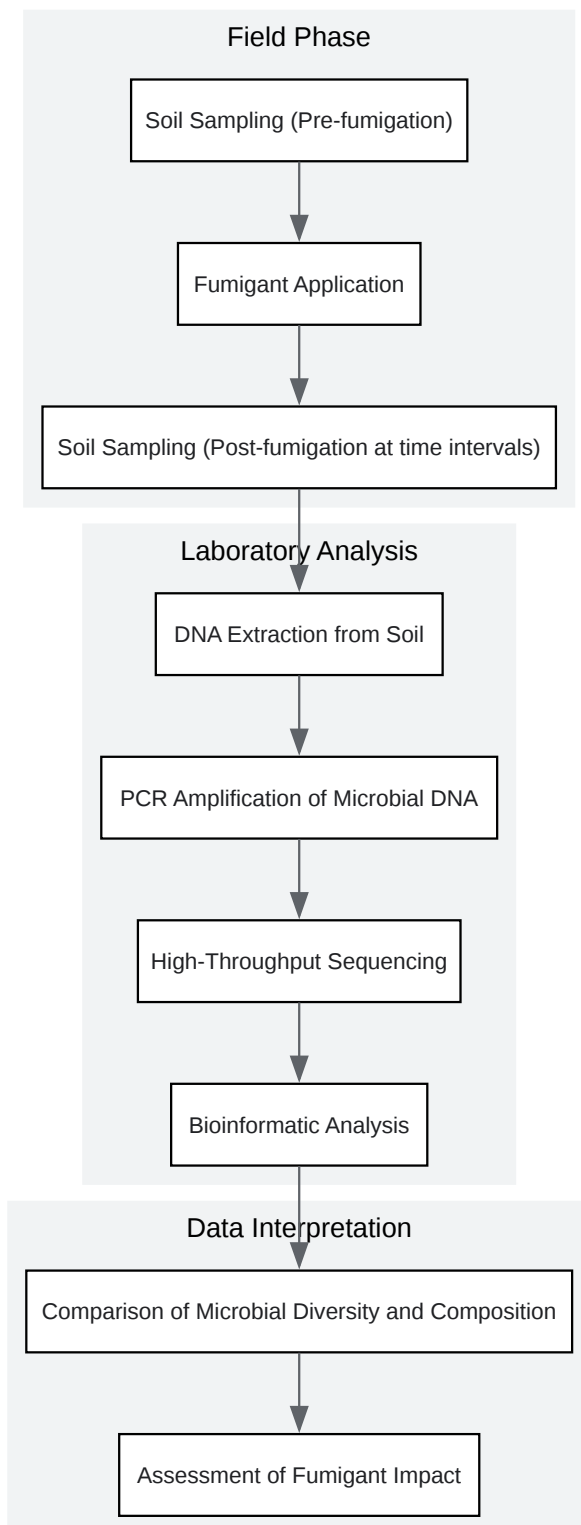 Field Phase
Soil Sampling (Pre-fumigation)
Fumigant Application
Soil Sampling (Post-fumigation at time intervals)
Laboratory Analysis
DNA Extraction from Soil
PCR Amplification of Microbial DNA
High-Throughput Sequencing
Bioinformatic Analysis
Data Interpretation
Comparison of Microbial Diversity and Composition
Assessment of Fumigant Impact